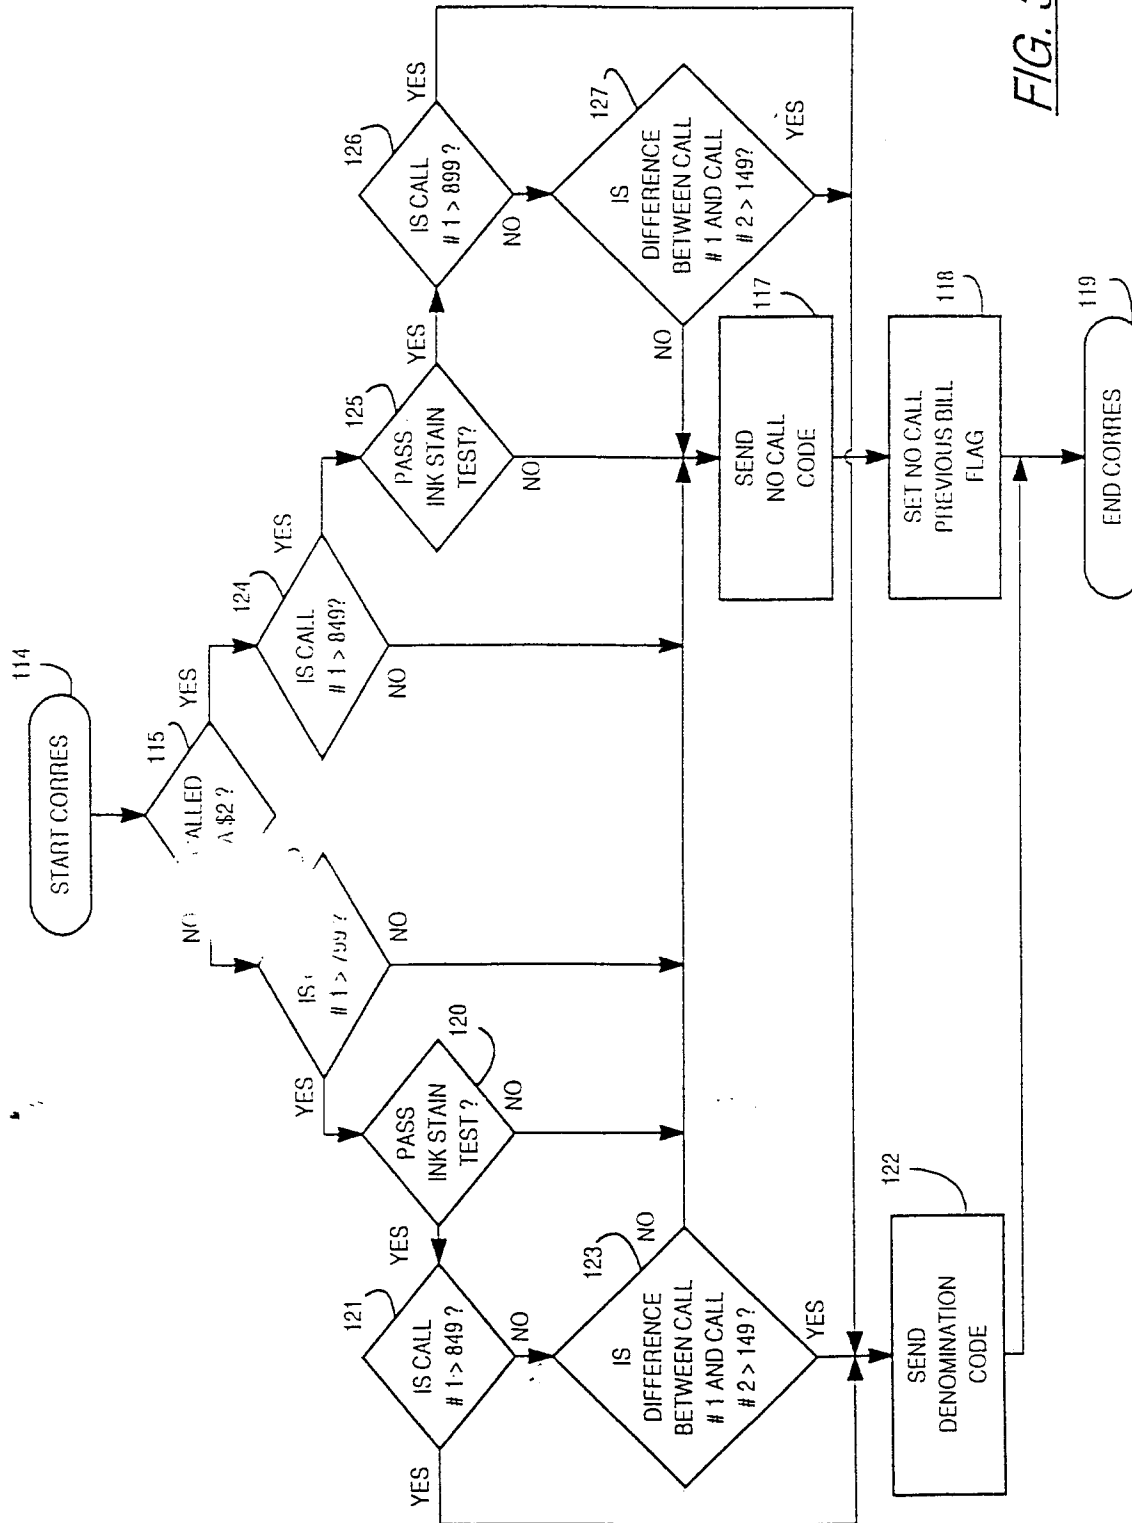 START CORRES
114
115
ALLED
A $2 ?
YES
NO
124
IS CALL
# 1 > 849?
YES
NO
IS
# 1 > 799 ?
YES
NO
125
PASS
INK STAIN
TEST?
YES
NO
120
PASS
INK STAIN
TEST ?
YES
NO
126
IS CALL
# 1 > 899 ?
YES
NO
121
IS CALL
# 1 > 849 ?
YES
NO
127
IS
DIFFERENCE
BETWEEN CALL
# 1 AND CALL
# 2 > 149?
YES
NO
123
IS
DIFFERENCE
BETWEEN CALL
# 1 AND CALL
# 2 > 149 ?
NO
YES
117
SEND
NO CALL
CODE
118
SET NO CALL
PREVIOUS BILL
FLAG
122
SEND
DENOMINATION
CODE
119
END CORRES
FIG.